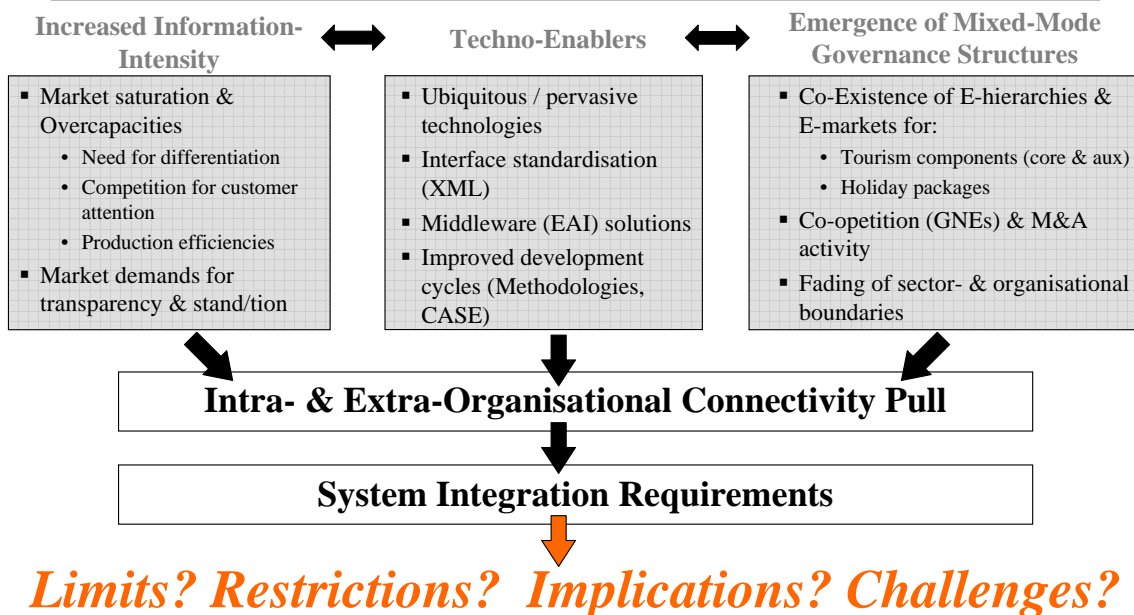 Increased Information-
Intensity
Techno-Enablers
Emergence of Mixed-Mode
Governance Structures
▪ Market saturation &
Overcapacities
• Need for differentiation
• Competition for customer
attention
• Production efficiencies
▪ Market demands for
transparency & stand/tion
▪ Ubiquitous / pervasive
technologies
▪ Interface standardisation
(XML)
▪ Middleware (EAI) solutions
▪ Improved development
cycles (Methodologies,
CASE)
▪ Co-Existence of E-hierarchies &
E-markets for:
• Tourism components (core & aux)
• Holiday packages
▪ Co-opetition (GNEs) & M&A
activity
▪ Fading of sector- & organisational
boundaries
Intra- & Extra-Organisational Connectivity Pull
System Integration Requirements
Limits? Restrictions? Implications? Challenges?